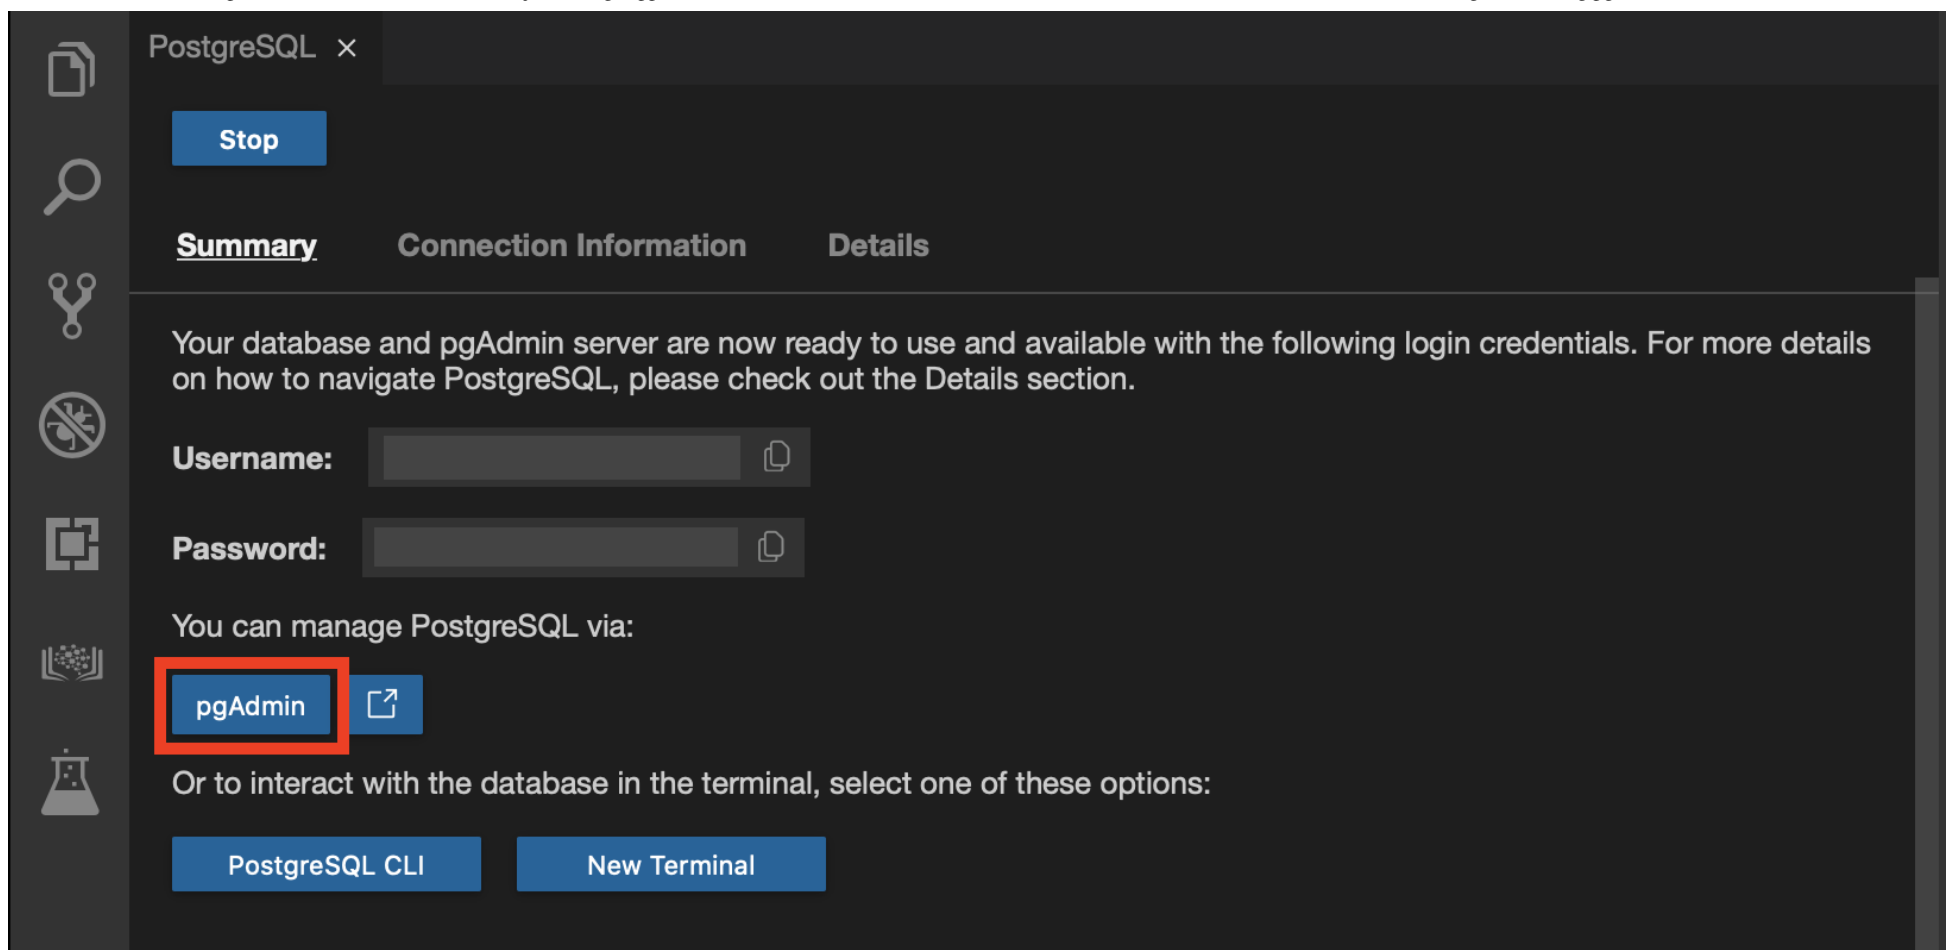 PostgreSQL ×
Stop
Summary Connection Information Details
Your database and pgAdmin server are now ready to use and available with the following login credentials. For more details
on how to navigate PostgreSQL, please check out the Details section.
Username:
Password:
You can manage PostgreSQL via:
pgAdmin
Or to interact with the database in the terminal, select one of these options:
PostgreSQL CLI New Terminal